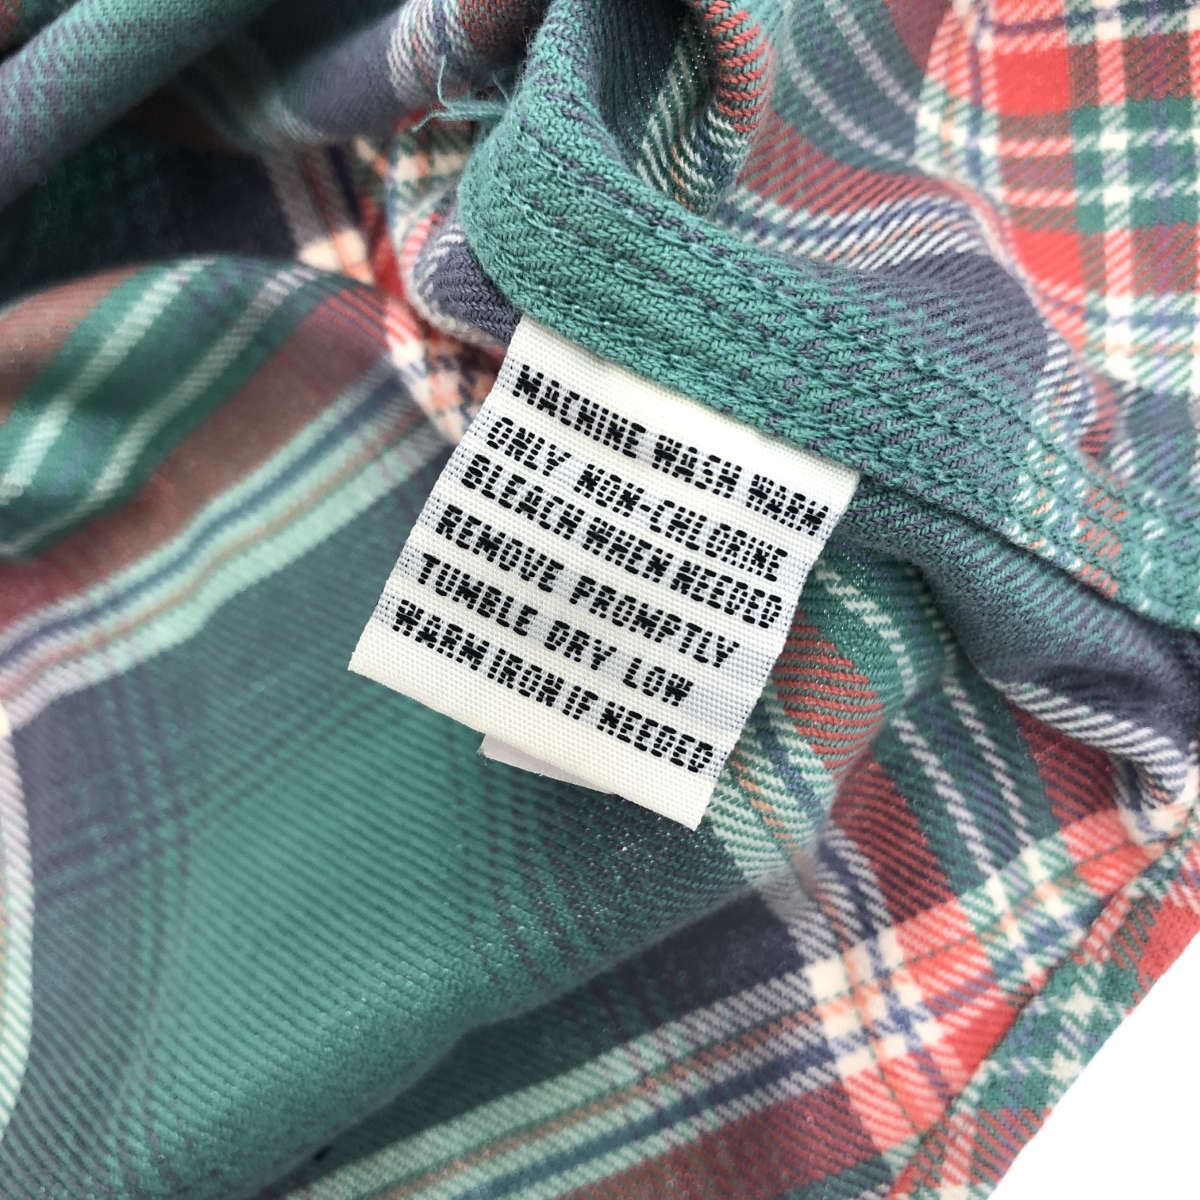 MACHINE WASH WARM
ONLY NON-CHLORINE
BLEACH WHEN NEEDED
REMOVE PROMPTLY
TUMBLE DRY LOW
WARM IRON IF NEEDED